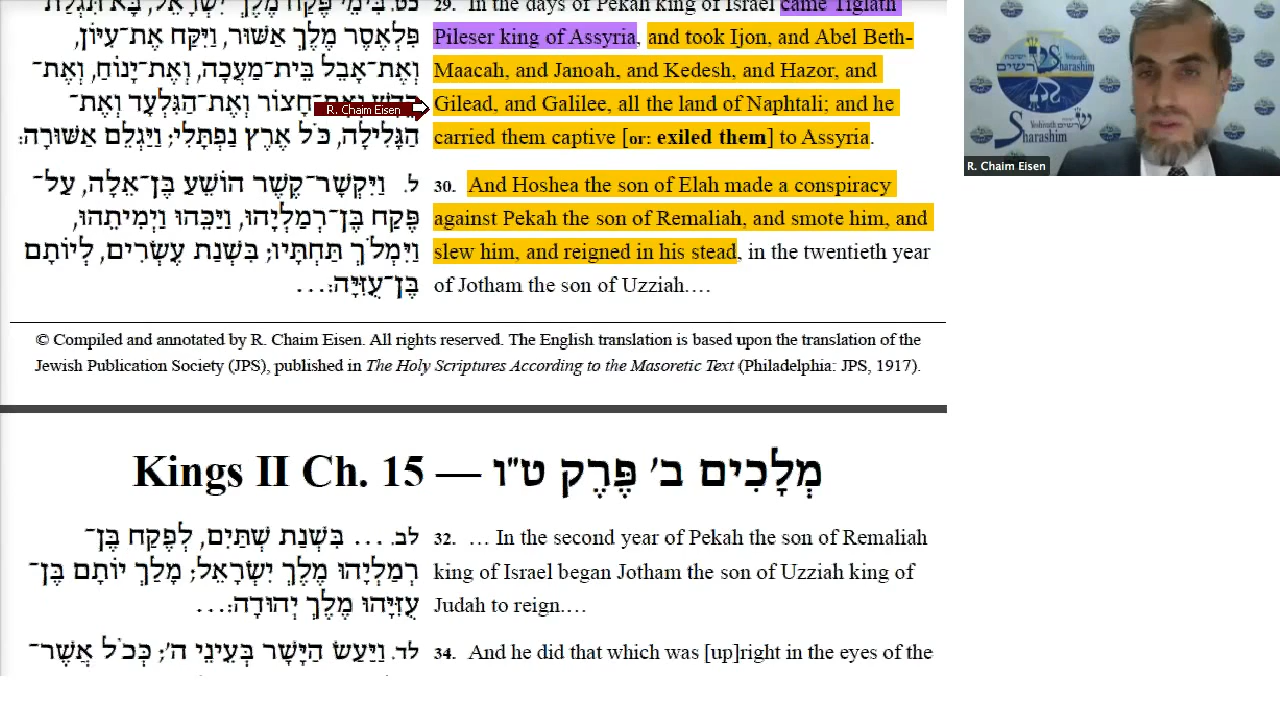 29. In the days of Pekah king of Israel came Tiglath
Pileser king of Assyria, and took Ijon, and Abel Beth-
Maacah, and Janoah, and Kedesh, and Hazor, and
Gilead, and Galilee, all the land of Naphtali; and he
carried them captive [or: exiled them] to Assyria.
כט. בִּימֵי פֶּקַח מֶלֶךְ יִשְׂרָאֵל, בָּא תִּגְלַת
פִּלְאֶסֶר מֶלֶךְ אַשּׁוּר, וַיִּקַּח אֶת־עִיּוֹן,
וְאֶת־אָבֵל בֵּית־מַעֲכָה, וְאֶת־יָנוֹחַ, וְאֶת־
חָצוֹר וְאֶת־הַגִּלְעָד וְאֶת־
הַגָּלִילָה, כֹּל אֶרֶץ נַפְתָּלִי; וַיַּגְלֵם אַשּׁוּרָה:
R. Chaim Eisen
30. And Hoshea the son of Elah made a conspiracy
against Pekah the son of Remaliah, and smote him, and
slew him, and reigned in his stead, in the twentieth year
of Jotham the son of Uzziah....
ל. וַיִּקְשָׁר־קֶשֶׁר הוֹשֵׁעַ בֶּן־אֵלָה, עַל־
פֶּקַח בֶּן־רְמַלְיָהוּ, וַיַּכֵּהוּ וַיְמִיתֵהוּ,
וַיִּמְלֹךְ תַּחְתָּיו; בִּשְׁנַת עֶשְׂרִים, לְיוֹתָם
בֶּן־עֻזִּיָּה:...
© Compiled and annotated by R. Chaim Eisen. All rights reserved. The English translation is based upon the translation of the
Jewish Publication Society (JPS), published in The Holy Scriptures According to the Masoretic Text (Philadelphia: JPS, 1917).
Kings II Ch. 15 — מְלָכִים ב' פֶּרֶק ט"ו
32. ... In the second year of Pekah the son of Remaliah
king of Israel began Jotham the son of Uzziah king of
Judah to reign....
לב. ... בִּשְׁנַת שְׁתַּיִם, לְפֶקַח בֶּן־
רְמַלְיָהוּ מֶלֶךְ יִשְׂרָאֵל; מָלַךְ יוֹתָם בֶּן־
עֻזִּיָּהוּ מֶלֶךְ יְהוּדָה:...
34. And he did that which was [up]right in the eyes of the
לד. וַיַּעַשׂ הַיָּשָׁר בְּעֵינֵי ה'; כְּכֹל אֲשֶׁר־
Yeshivath
Sharashim
שרשים
R. Chaim Eisen